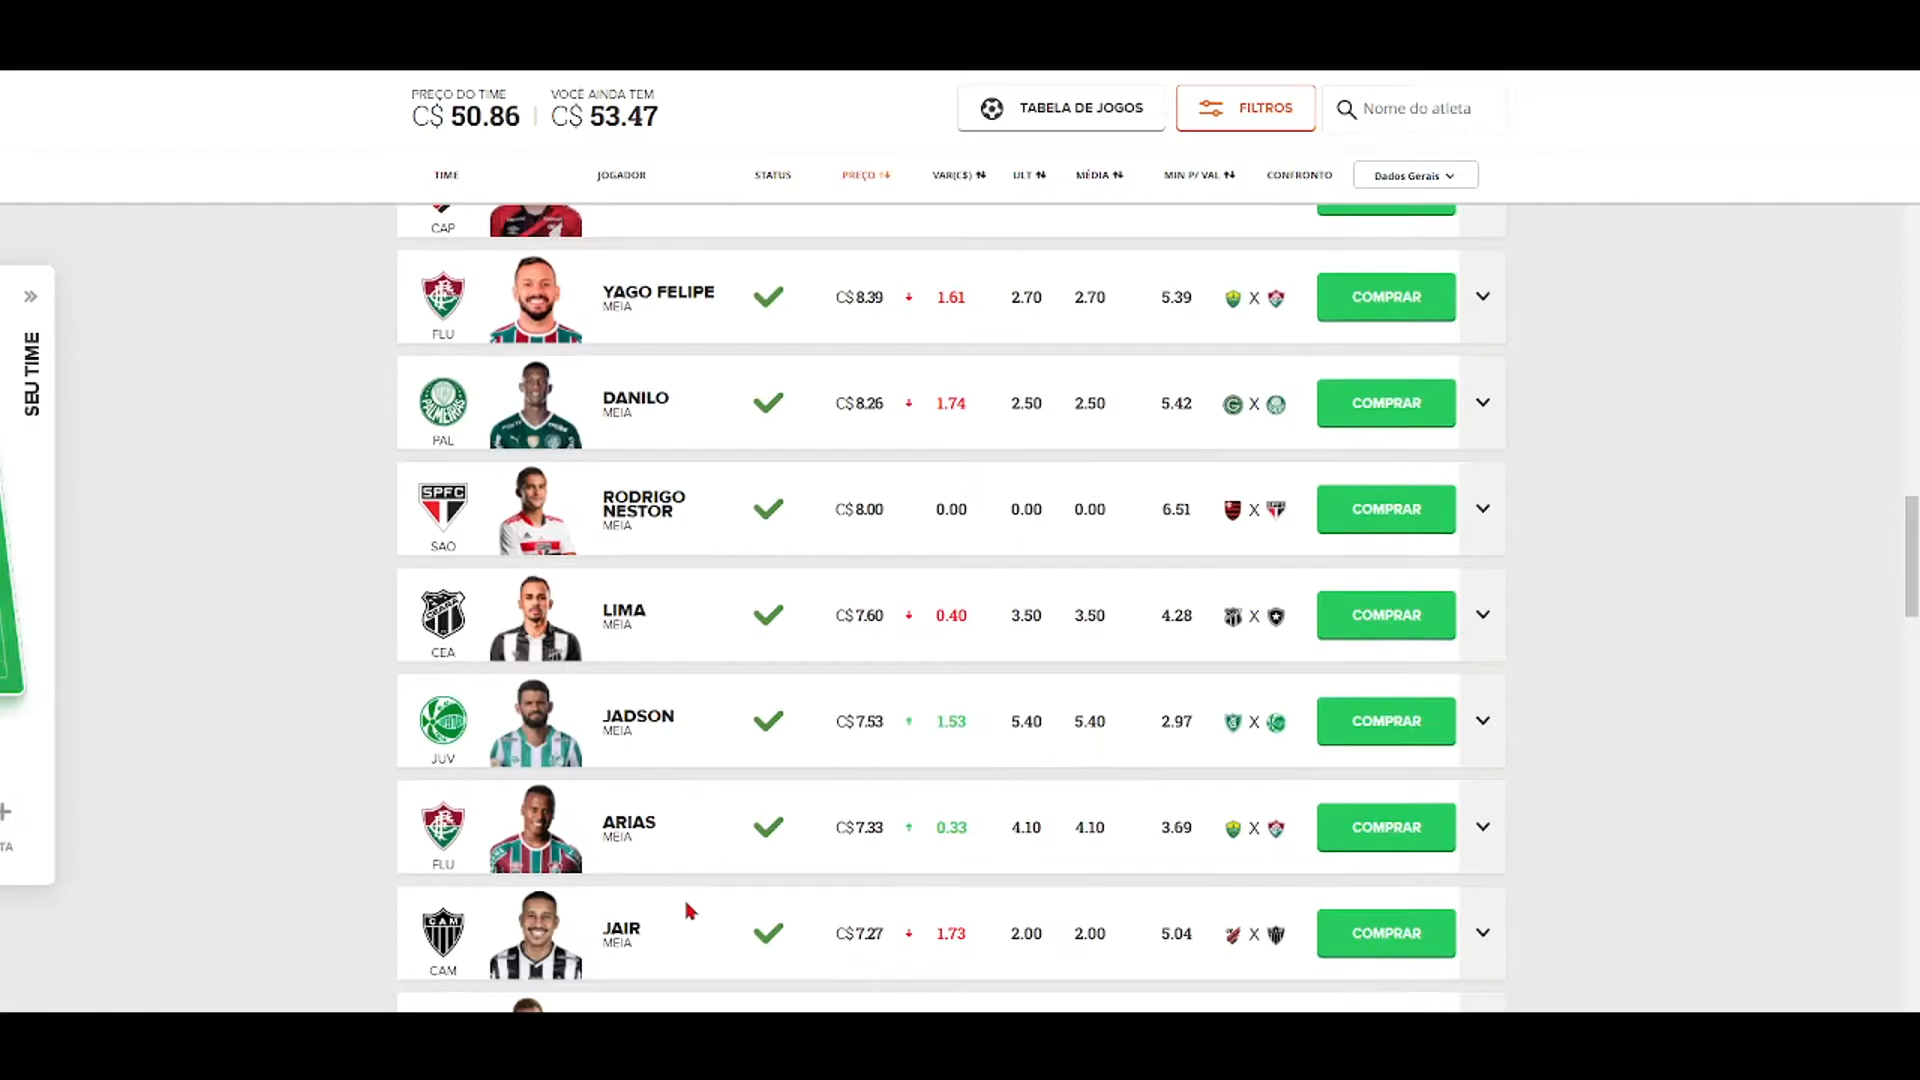 PREÇO DO TIME
C$ 50.86
VOCÊ AINDA TEM
C$ 53.47
TABELA DE JOGOS
FILTROS
Nome do atleta
TIME JOGADOR STATUS PREÇO VAR(C$) ULT MÉDIA MIN P/ VAL CONFRONTO Dados Gerais
CAP
YAGO FELIPE
MEIA
FLU
C$ 8.39 1.61 2.70 2.70 5.39 X COMPRAR
DANILO
MEIA
PAL
C$ 8.26 1.74 2.50 2.50 5.42 X COMPRAR
RODRIGO
NESTOR
MEIA
SPFC
SAO
C$ 8.00 0.00 0.00 0.00 6.51 X COMPRAR
LIMA
MEIA
CEARÁ
CEA
C$ 7.60 0.40 3.50 3.50 4.28 X COMPRAR
JADSON
MEIA
JUV
C$ 7.53 1.53 5.40 5.40 2.97 X COMPRAR
ARIAS
MEIA
FLU
C$ 7.33 0.33 4.10 4.10 3.69 X COMPRAR
JAIR
MEIA
CAM
CAM
C$ 7.27 1.73 2.00 2.00 5.04 X COMPRAR
SEU TIME
TA